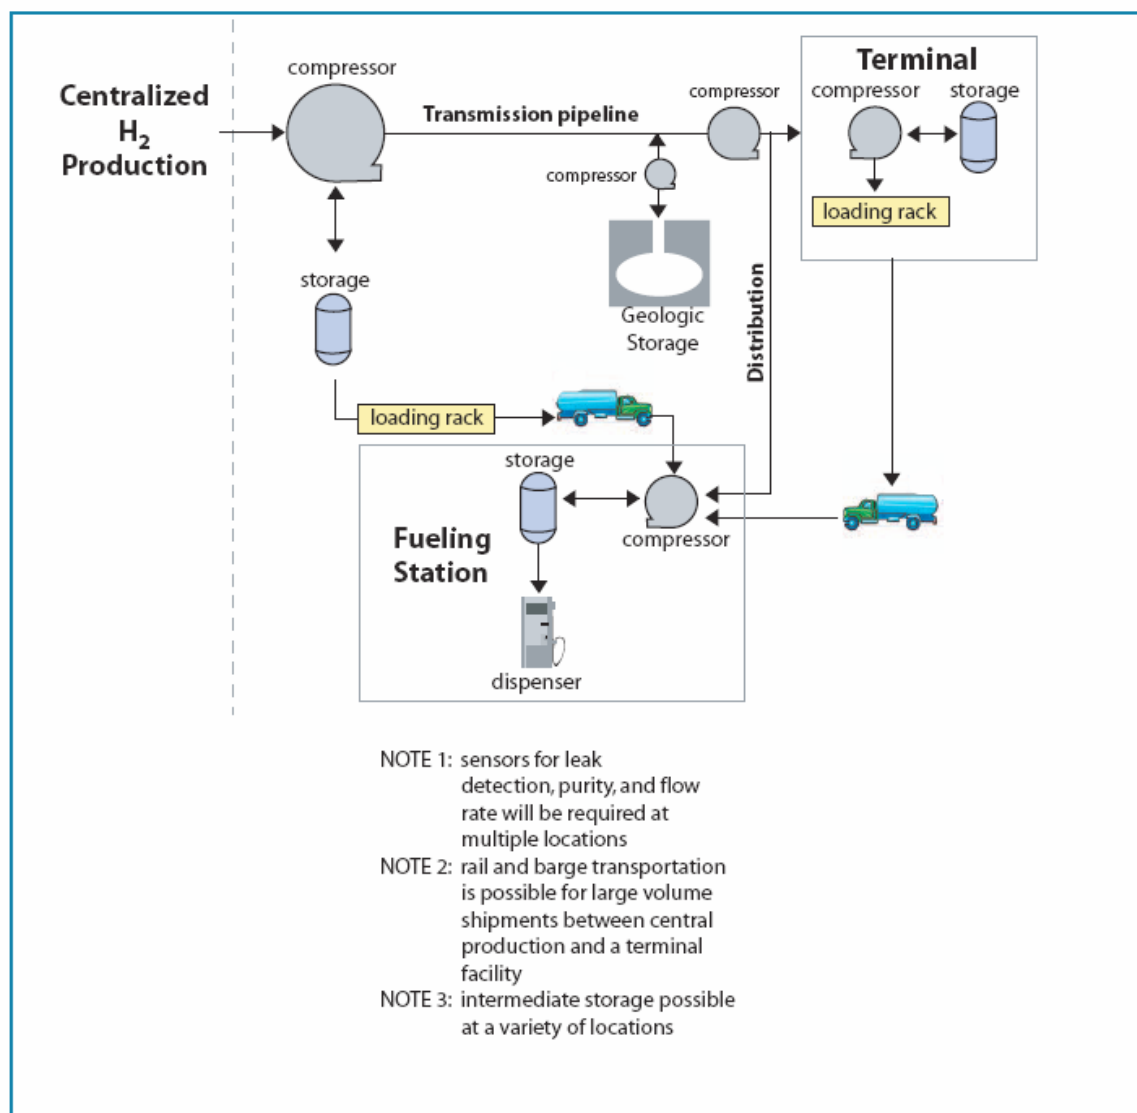 Centralized
H2
Production
compressor
Transmission pipeline
compressor
Terminal
compressor
storage
loading rack
compressor
Geologic
Storage
Distribution
storage
loading rack
storage
compressor
Fueling
Station
dispenser
NOTE 1: sensors for leak
detection, purity, and flow
rate will be required at
multiple locations
NOTE 2: rail and barge transportation
is possible for large volume
shipments between central
production and a terminal
facility
NOTE 3: intermediate storage possible
at a variety of locations